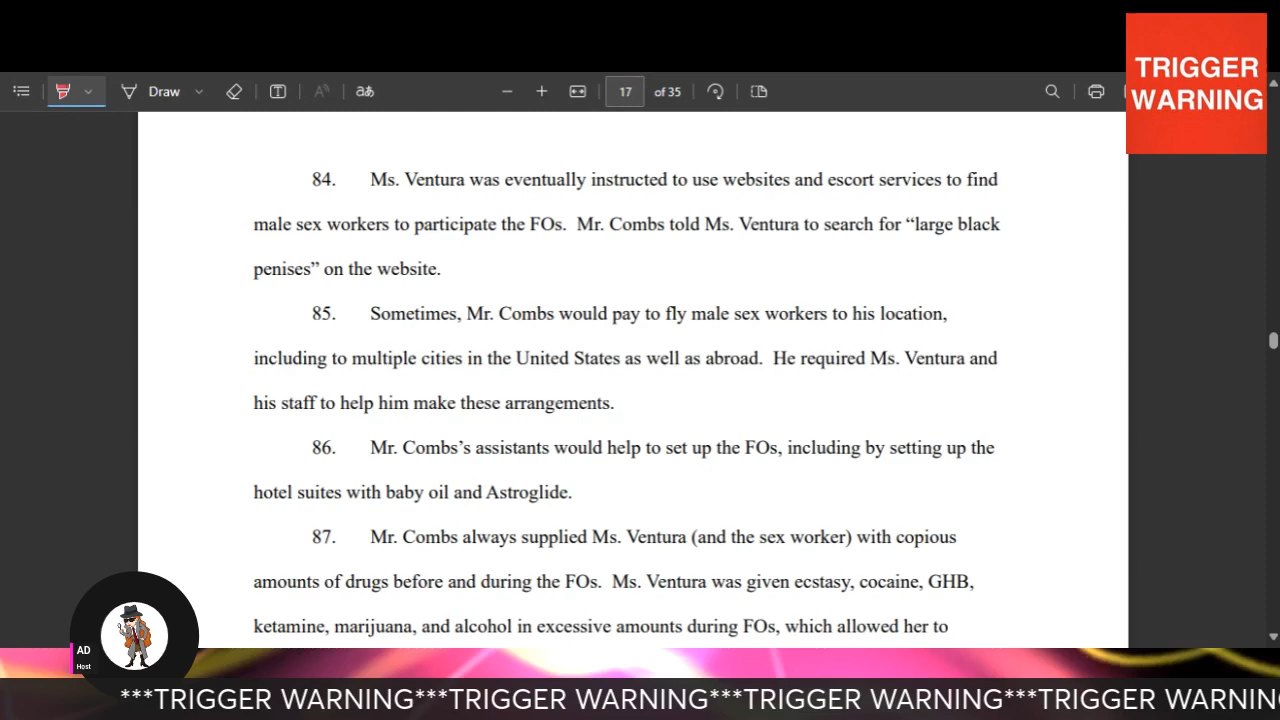 TRIGGER
WARNING
Draw
aあ
17 of 35
84. Ms. Ventura was eventually instructed to use websites and escort services to find
male sex workers to participate the FOs. Mr. Combs told Ms. Ventura to search for “large black
penises” on the website.
85. Sometimes, Mr. Combs would pay to fly male sex workers to his location,
including to multiple cities in the United States as well as abroad. He required Ms. Ventura and
his staff to help him make these arrangements.
86. Mr. Combs’s assistants would help to set up the FOs, including by setting up the
hotel suites with baby oil and Astroglide.
87. Mr. Combs always supplied Ms. Ventura (and the sex worker) with copious
amounts of drugs before and during the FOs. Ms. Ventura was given ecstasy, cocaine, GHB,
ketamine, marijuana, and alcohol in excessive amounts during FOs, which allowed her to
AD
Host
***TRIGGER WARNING***TRIGGER WARNING***TRIGGER WARNING***TRIGGER WARNING